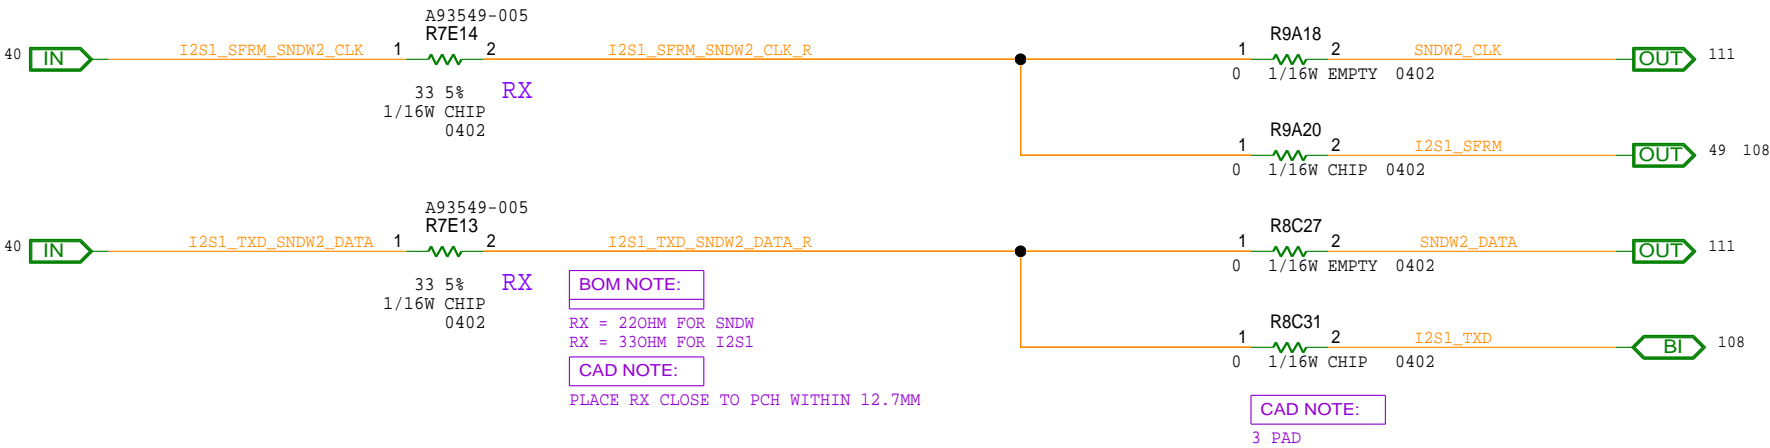 A93549-005
R7E14
40 IN I2S1_SFRM_SNDW2_CLK 1 2 I2S1_SFRM_SNDW2_CLK_R
33 5% RX
1/16W CHIP
0402
R9A18
1 2 SNDW2_CLK OUT 111
0 1/16W EMPTY 0402
R9A20
1 2 I2S1_SFRM OUT 49 108
0 1/16W CHIP 0402
A93549-005
R7E13
40 IN I2S1_TXD_SNDW2_DATA 1 2 I2S1_TXD_SNDW2_DATA_R
33 5% RX
1/16W CHIP
0402
R8C27
1 2 SNDW2_DATA OUT 111
0 1/16W EMPTY 0402
R8C31
1 2 I2S1_TXD BI 108
0 1/16W CHIP 0402
BOM NOTE:
RX = 22OHM FOR SNDW
RX = 33OHM FOR I2S1
CAD NOTE:
PLACE RX CLOSE TO PCH WITHIN 12.7MM
CAD NOTE:
3 PAD